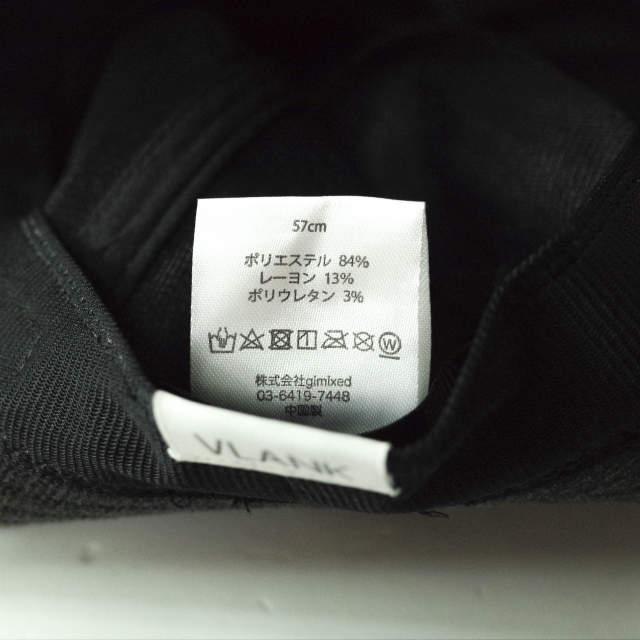 57cm
ポリエステル 84%
レーヨン 13%
ポリウレタン 3%
W
株式会社gimixed
03-6419-7448
中国製
VLANK